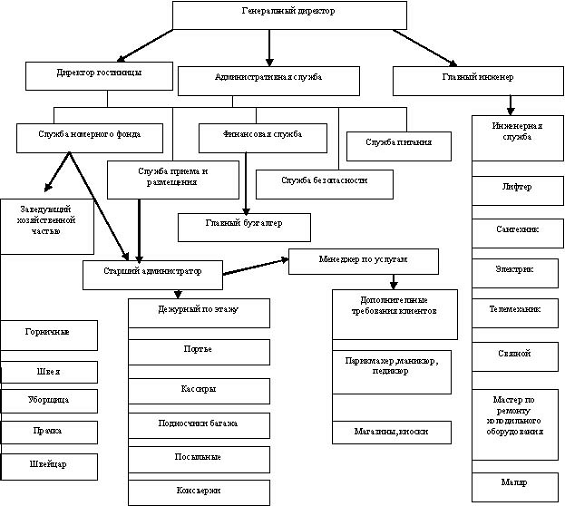 Генеральный директор
Директор гостиницы
Административная служба
Главный инженер
Служба номерного фонда
Финансовая служба
Служба питания
Инженерная
служба
Служба приема и
размещения
Служба безопасности
Лифтер
Заведующий
хозяйственной
частью
Главный бухгалтер
Сантехник
Старший администратор
Менеджер по услугам
Электрик
Дежурный по этажу
Дополнительные
требования клиентов
Телемеханик
Горничные
Портье
Парикмахер,маникюр,
педикюр
Связной
Швея
Кассиры
Уборщица
Мастер по
ремонту
холодильного
оборудования
Подносчики багажа
Прачка
Магазины,киоски
Посыльные
Швейцар
Маляр
Консьержи